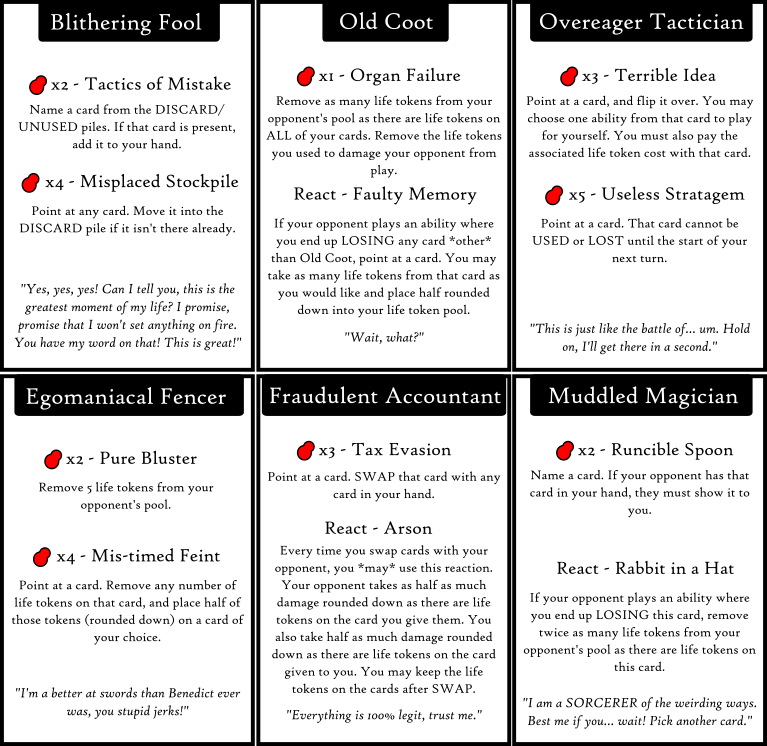 Blithering Fool
x2 - Tactics of Mistake
Name a card from the DISCARD/
UNUSED piles. If that card is present,
add it to your hand.
x4 - Misplaced Stockpile
Point at any card. Move it into the
DISCARD pile if it isn't there already.
"Yes, yes, yes! Can I tell you, this is the
greatest moment of my life? I promise,
promise that I won't set anything on fire.
You have my word on that! This is great!"
Old Coot
x1 - Organ Failure
Remove as many life tokens from your
opponent's pool as there are life tokens on
ALL of your cards. Remove the life tokens
you used to damage your opponent from
play.
React - Faulty Memory
If your opponent plays an ability where
you end up LOSING any card *other*
than Old Coot, point at a card. You may
take as many life tokens from that card as
you would like and place half rounded
down into your life token pool.
"Wait, what?"
Overeager Tactician
x3 - Terrible Idea
Point at a card, and flip it over. You may
choose one ability from that card to play
for yourself. You must also pay the
associated life token cost with that card.
x5 - Useless Stratagem
Point at a card. That card cannot be
USED or LOST until the start of your
next turn.
"This is just like the battle of... um. Hold
on, I'll get there in a second."
Egomaniacal Fencer
x2 - Pure Bluster
Remove 5 life tokens from your
opponent's pool.
x4 - Mis-timed Feint
Point at a card. Remove any number of
life tokens on that card, and place half of
those tokens (rounded down) on a card of
your choice.
"I'm a better at swords than Benedict ever
was, you stupid jerks!"
Fraudulent Accountant
x3 - Tax Evasion
Point at a card. SWAP that card with any
card in your hand.
React - Arson
Every time you swap cards with your
opponent, you *may* use this reaction.
Your opponent takes as half as much
damage rounded down as there are life
tokens on the card you give them. You
also take half as much damage rounded
down as there are life tokens on the card
given to you. You may keep the life
tokens on the cards after SWAP.
"Everything is 100% legit, trust me."
Muddled Magician
x2 - Runcible Spoon
Name a card. If your opponent has that
card in your hand, they must show it to
you.
React - Rabbit in a Hat
If your opponent plays an ability where
you end up LOSING this card, remove
twice as many life tokens from your
opponent's pool as there are life tokens on
this card.
"I am a SORCERER of the weirding ways.
Best me if you... wait! Pick another card."